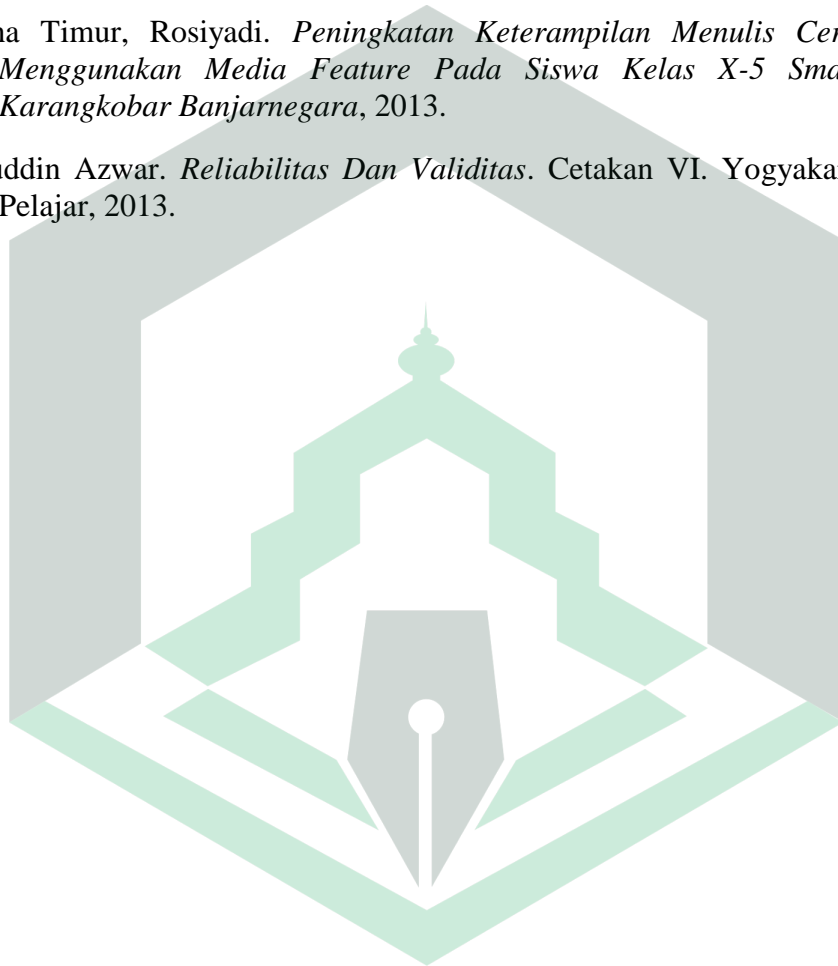 na Timur, Rosiyadi. Peningkatan Keterampilan Menulis Cer
Menggunakan Media Feature Pada Siswa Kelas X-5 Sma
Karangkobar Banjarnegara, 2013.
uddin Azwar. Reliabilitas Dan Validitas. Cetakan VI. Yogyaka
Pelajar, 2013.